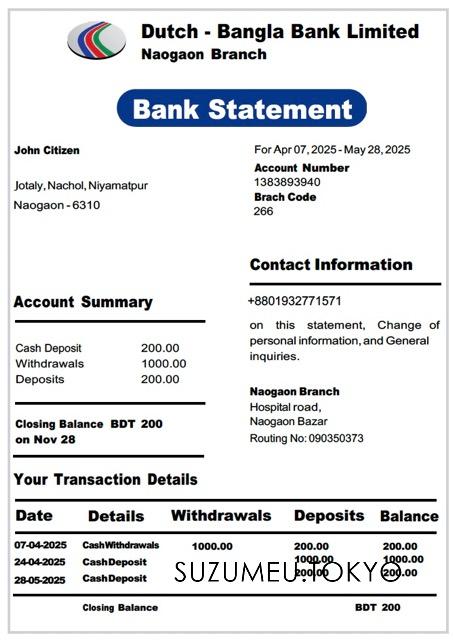 Dutch - Bangla Bank Limited
Naogaon Branch
Bank Statement
John Citizen
Jotaly, Nachol, Niyamatpur
Naogaon - 6310
For Apr 07, 2025 - May 28, 2025
Account Number
1383893940
Brach Code
266
Contact Information
+8801932771571
on this statement, Change of
personal information, and General
inquiries.
Naogaon Branch
Hospital road,
Naogaon Bazar
Routing No: 090350373
Account Summary
Cash Deposit 200.00
Withdrawals 1000.00
Deposits 200.00
Closing Balance BDT 200
on Nov 28
Your Transaction Details
Date Details Withdrawals Deposits Balance
07-04-2025 CashWithdrawals 1000.00 200.00 200.00
24-04-2025 CashDeposit 1000.00 1000.00
28-05-2025 CashDeposit 200.00 200.00
SUZUMEU.TOKYO
Closing Balance BDT 200